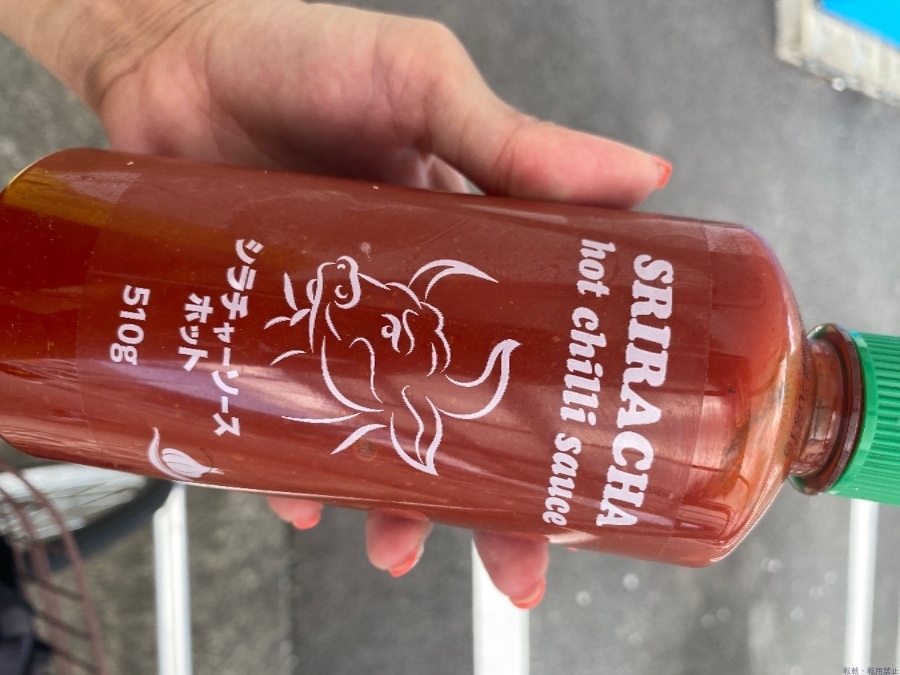 SRIRACHA
hot chilli sauce
シラチャーソース
ホット
510g
転載・転用禁止